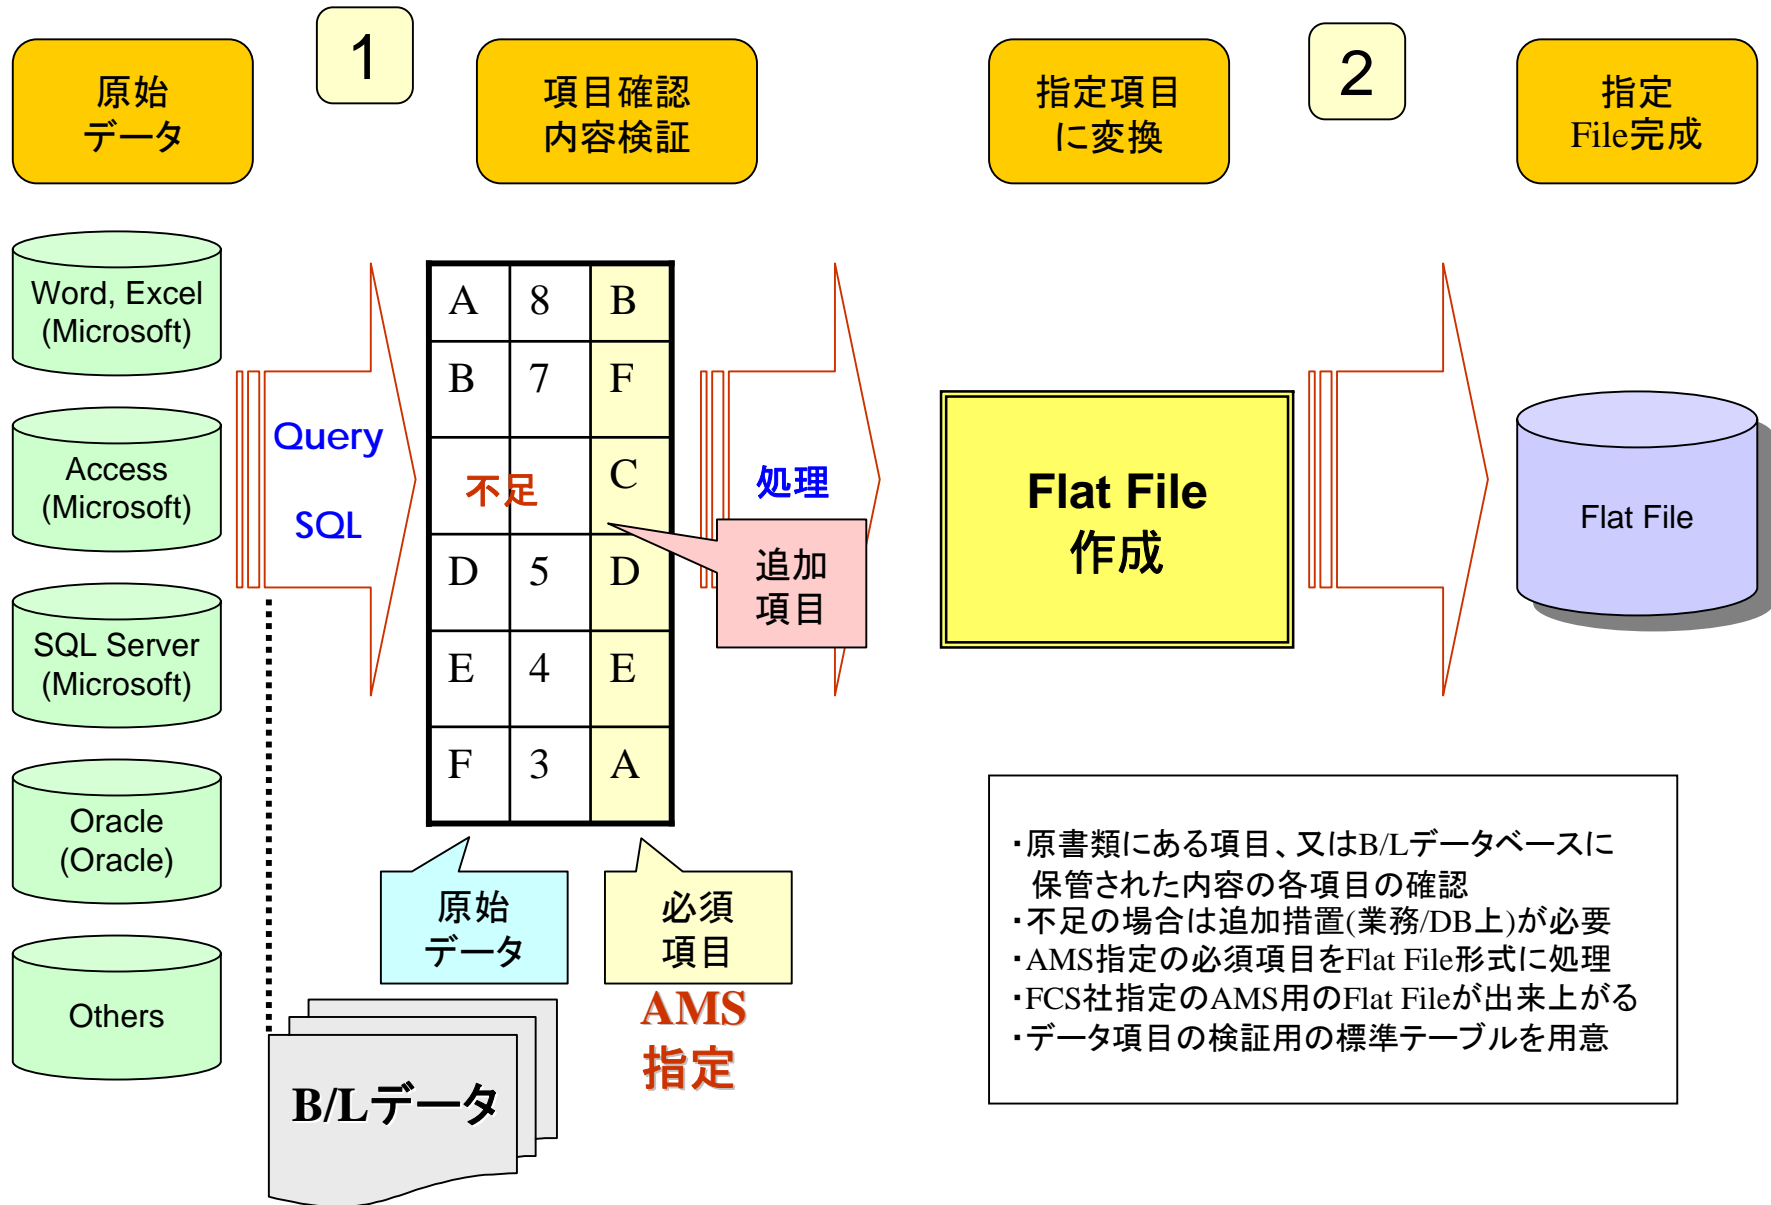 原始
データ
1
項目確認
内容検証
指定項目
に変換
2
指定
File完成
Word, Excel
(Microsoft)
Access
(Microsoft)
SQL Server
(Microsoft)
Oracle
(Oracle)
Others
Query
SQL
A 8 B
B 7 F
不足 C
D 5 D
E 4 E
F 3 A
処理
追加
項目
原始
データ
必須
項目
AMS
指定
B/Lデータ
Flat File
作成
Flat File
・原書類にある項目、又はB/Lデータベースに
保管された内容の各項目の確認
・不足の場合は追加措置(業務/DB上)が必要
・AMS指定の必須項目をFlat File形式に処理
・FCS社指定のAMS用のFlat Fileが出来上がる
・データ項目の検証用の標準テーブルを用意